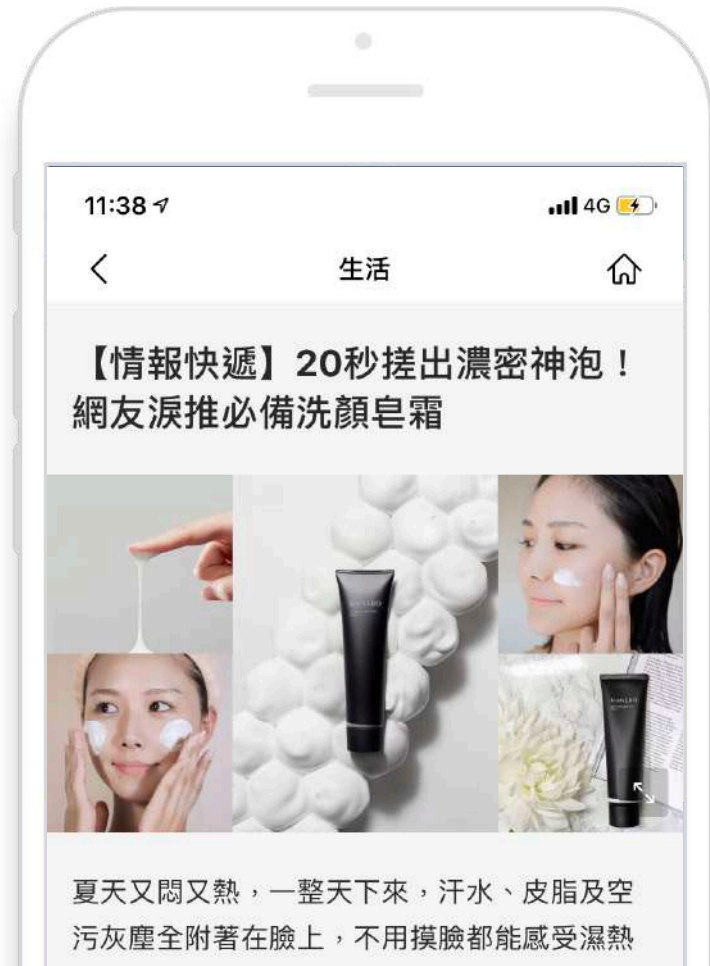 11:38
4G
生活
【情報快遞】20秒搓出濃密神泡！
網友淚推必備洗顏皂霜
夏天又悶又熱，一整天下來，汗水、皮脂及空
污灰塵全附著在臉上，不用摸臉都能感受濕熱